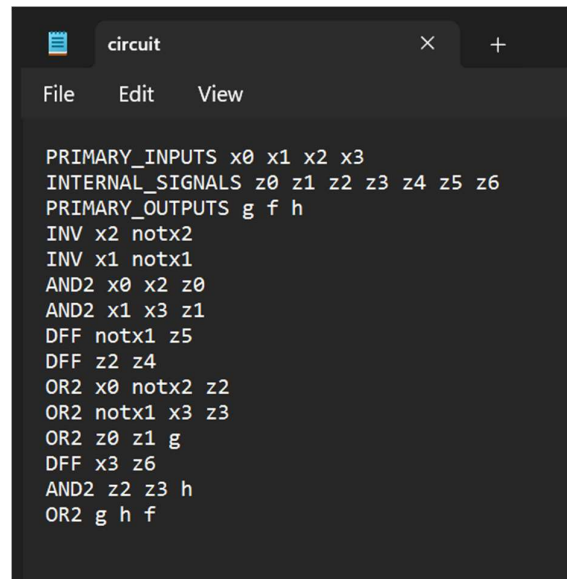 circuit
File Edit View
PRIMARY_INPUTS x0 x1 x2 x3
INTERNAL_SIGNALS z0 z1 z2 z3 z4 z5 z6
PRIMARY_OUTPUTS g f h
INV x2 notx2
INV x1 notx1
AND2 x0 x2 z0
AND2 x1 x3 z1
DFF notx1 z5
DFF z2 z4
OR2 x0 notx2 z2
OR2 notx1 x3 z3
OR2 z0 z1 g
DFF x3 z6
AND2 z2 z3 h
OR2 g h f